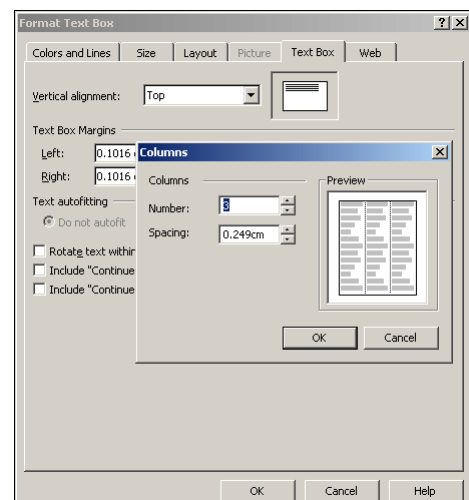 Format Text Box
Colors and Lines Size Layout Picture Text Box Web
Vertical alignment: Top
Text Box Margins
Left: 0.1016
Right: 0.1016
Text autofitting
Do not autofit
Rotate text within
Include "Continue
Include "Continue
Columns
Columns
Number: 3
Spacing: 0.249cm
Preview
OK Cancel
OK Cancel Help